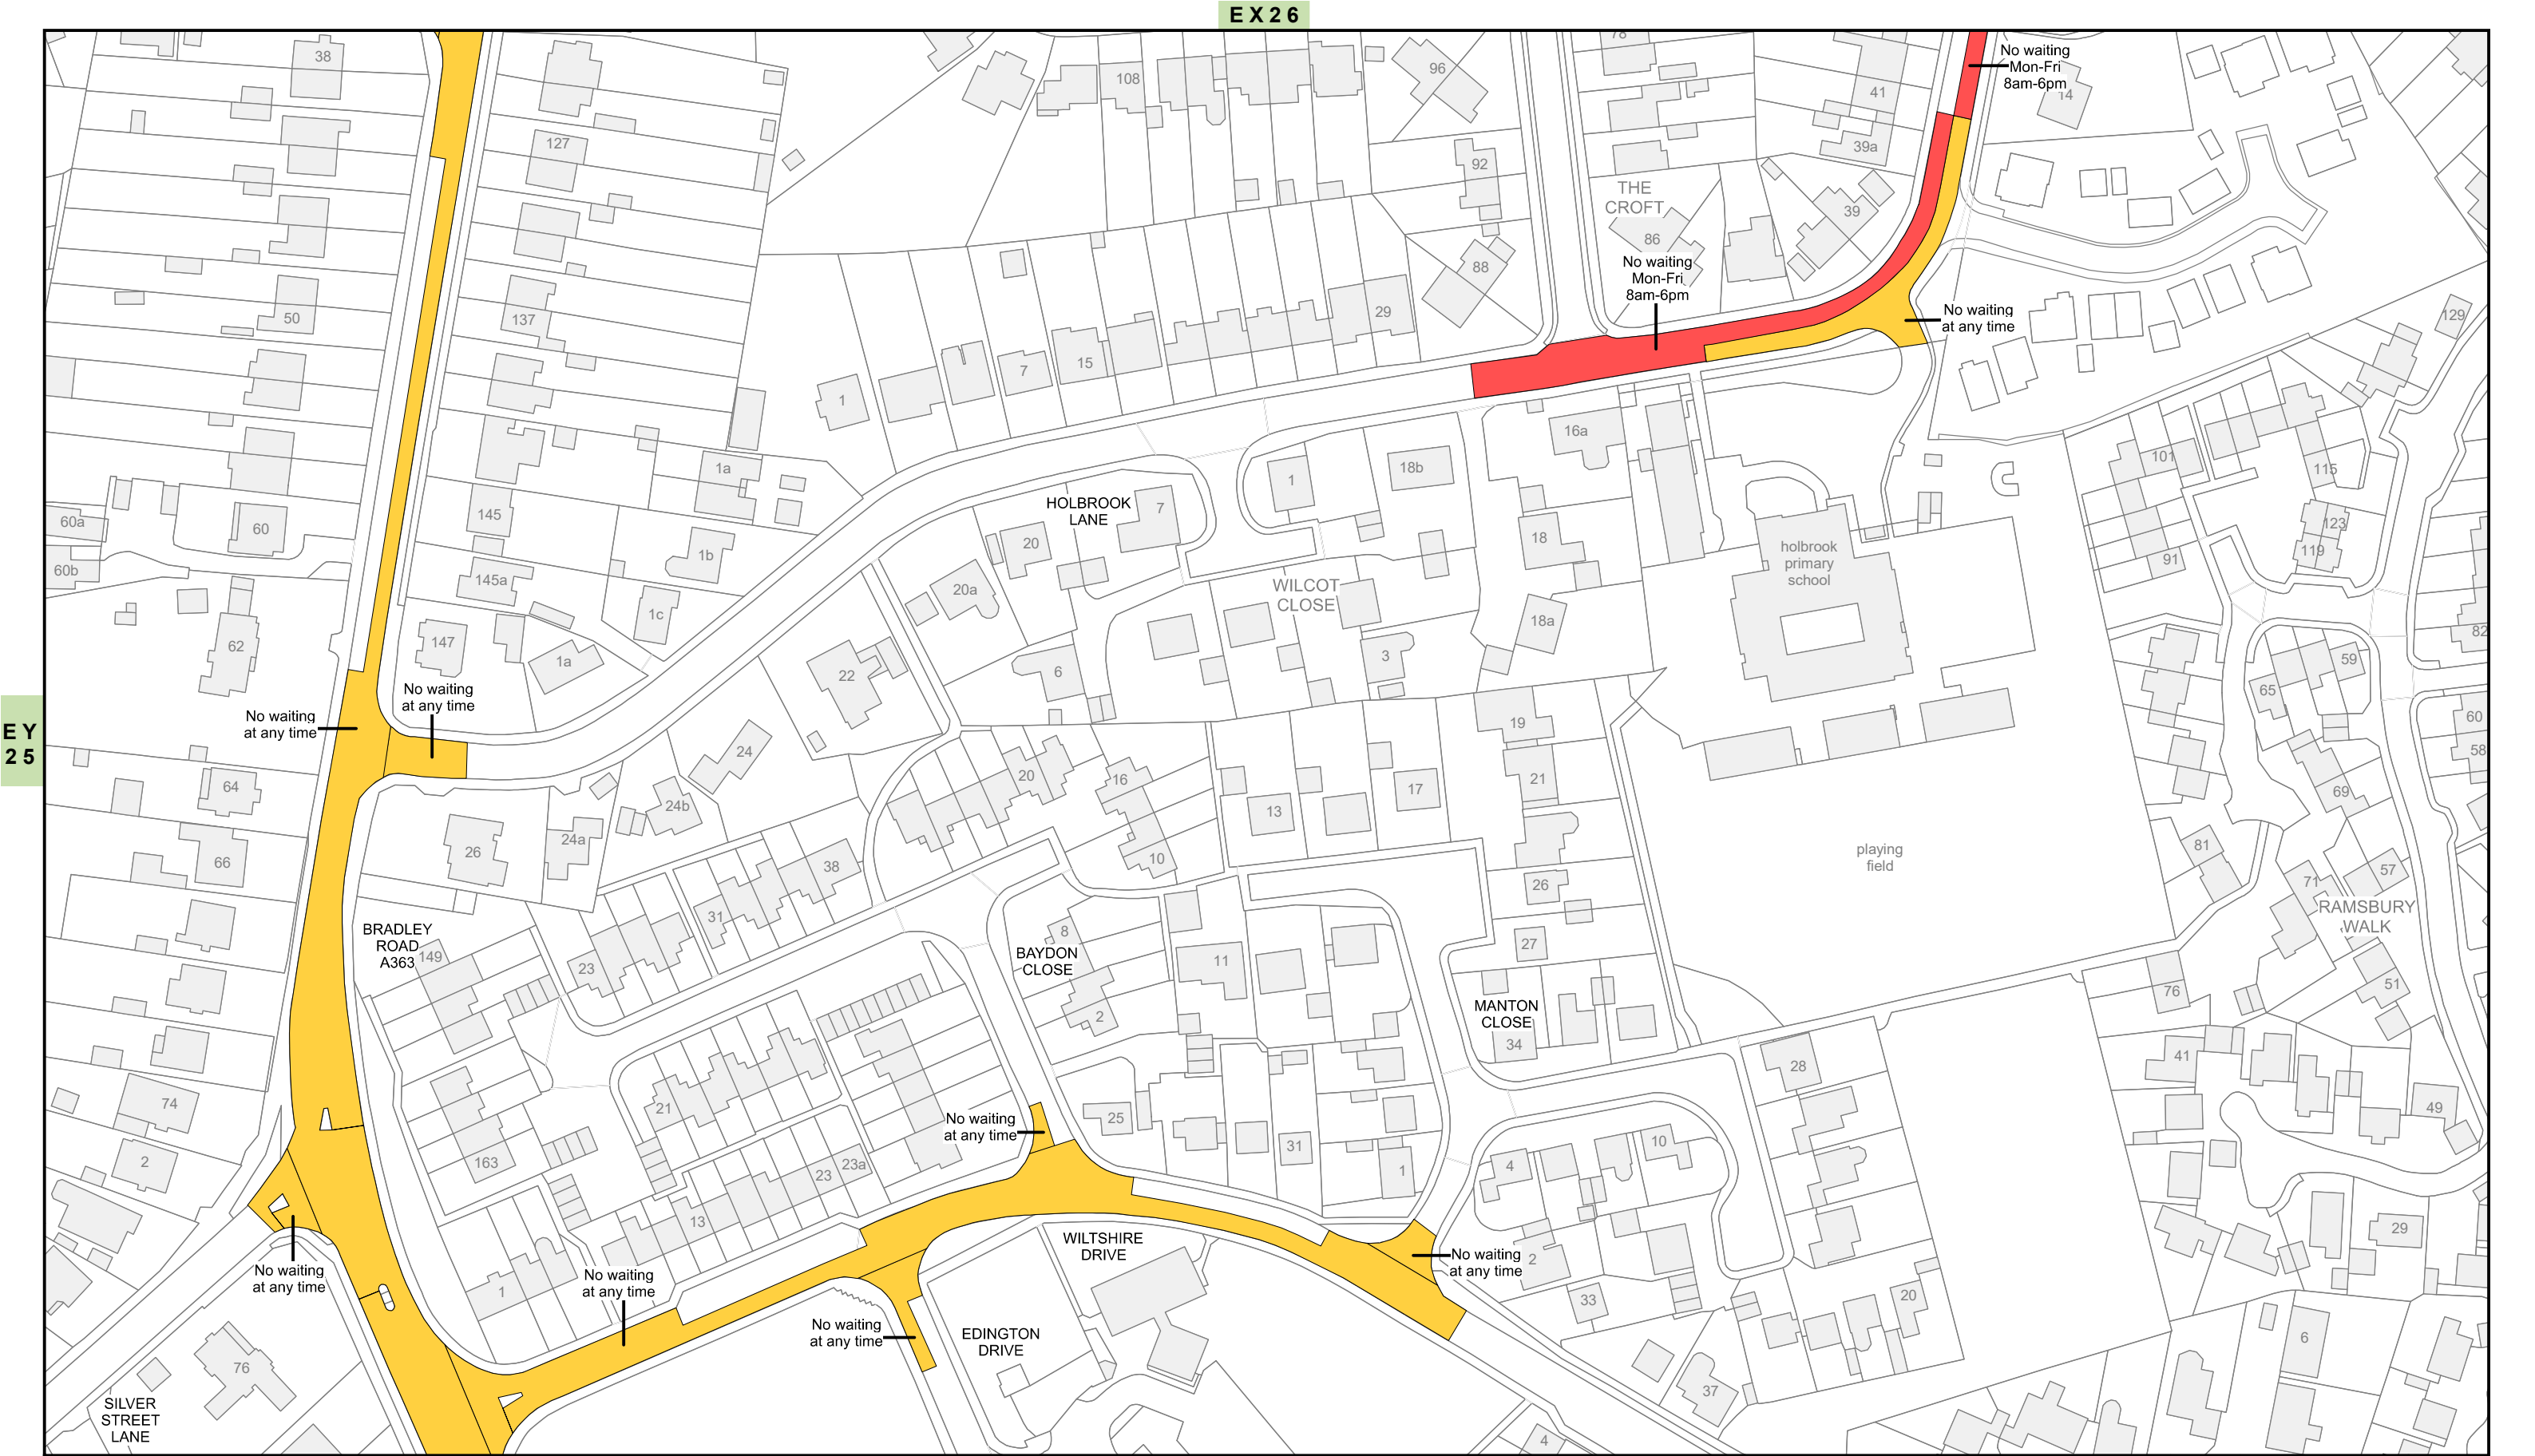 EX26
38
127
108
96
92
78
41
39a
No waiting
Mon-Fri
8am-6pm
14
THE
CROFT
86
39
88
No waiting
Mon-Fri
8am-6pm
No waiting
at any time
129
50
137
1
7
15
29
1a
145
1b
145a
1c
147
1a
60a
60
60b
62
HOLBROOK
LANE
7
20
20a
22
6
1
18b
16a
18
18a
WILCOT
CLOSE
3
holbrook
primary
school
101
115
123
119
91
82
59
65
60
58
69
EY
25
No waiting
at any time
No waiting
at any time
64
66
24
24b
24a
26
38
31
23
20
16
10
13
17
19
21
26
27
playing
field
81
71
57
RAMSBURY
WALK
51
76
BRADLEY
ROAD
A363
149
163
21
BAYDON
CLOSE
8
2
11
MANTON
CLOSE
34
28
41
49
74
2
No waiting
at any time
25
31
1
4
10
2
33
23
23a
13
1
No waiting
at any time
No waiting
at any time
No waiting
at any time
WILTSHIRE
DRIVE
EDINGTON
DRIVE
No waiting
at any time
20
37
29
6
76
SILVER
STREET
LANE
4